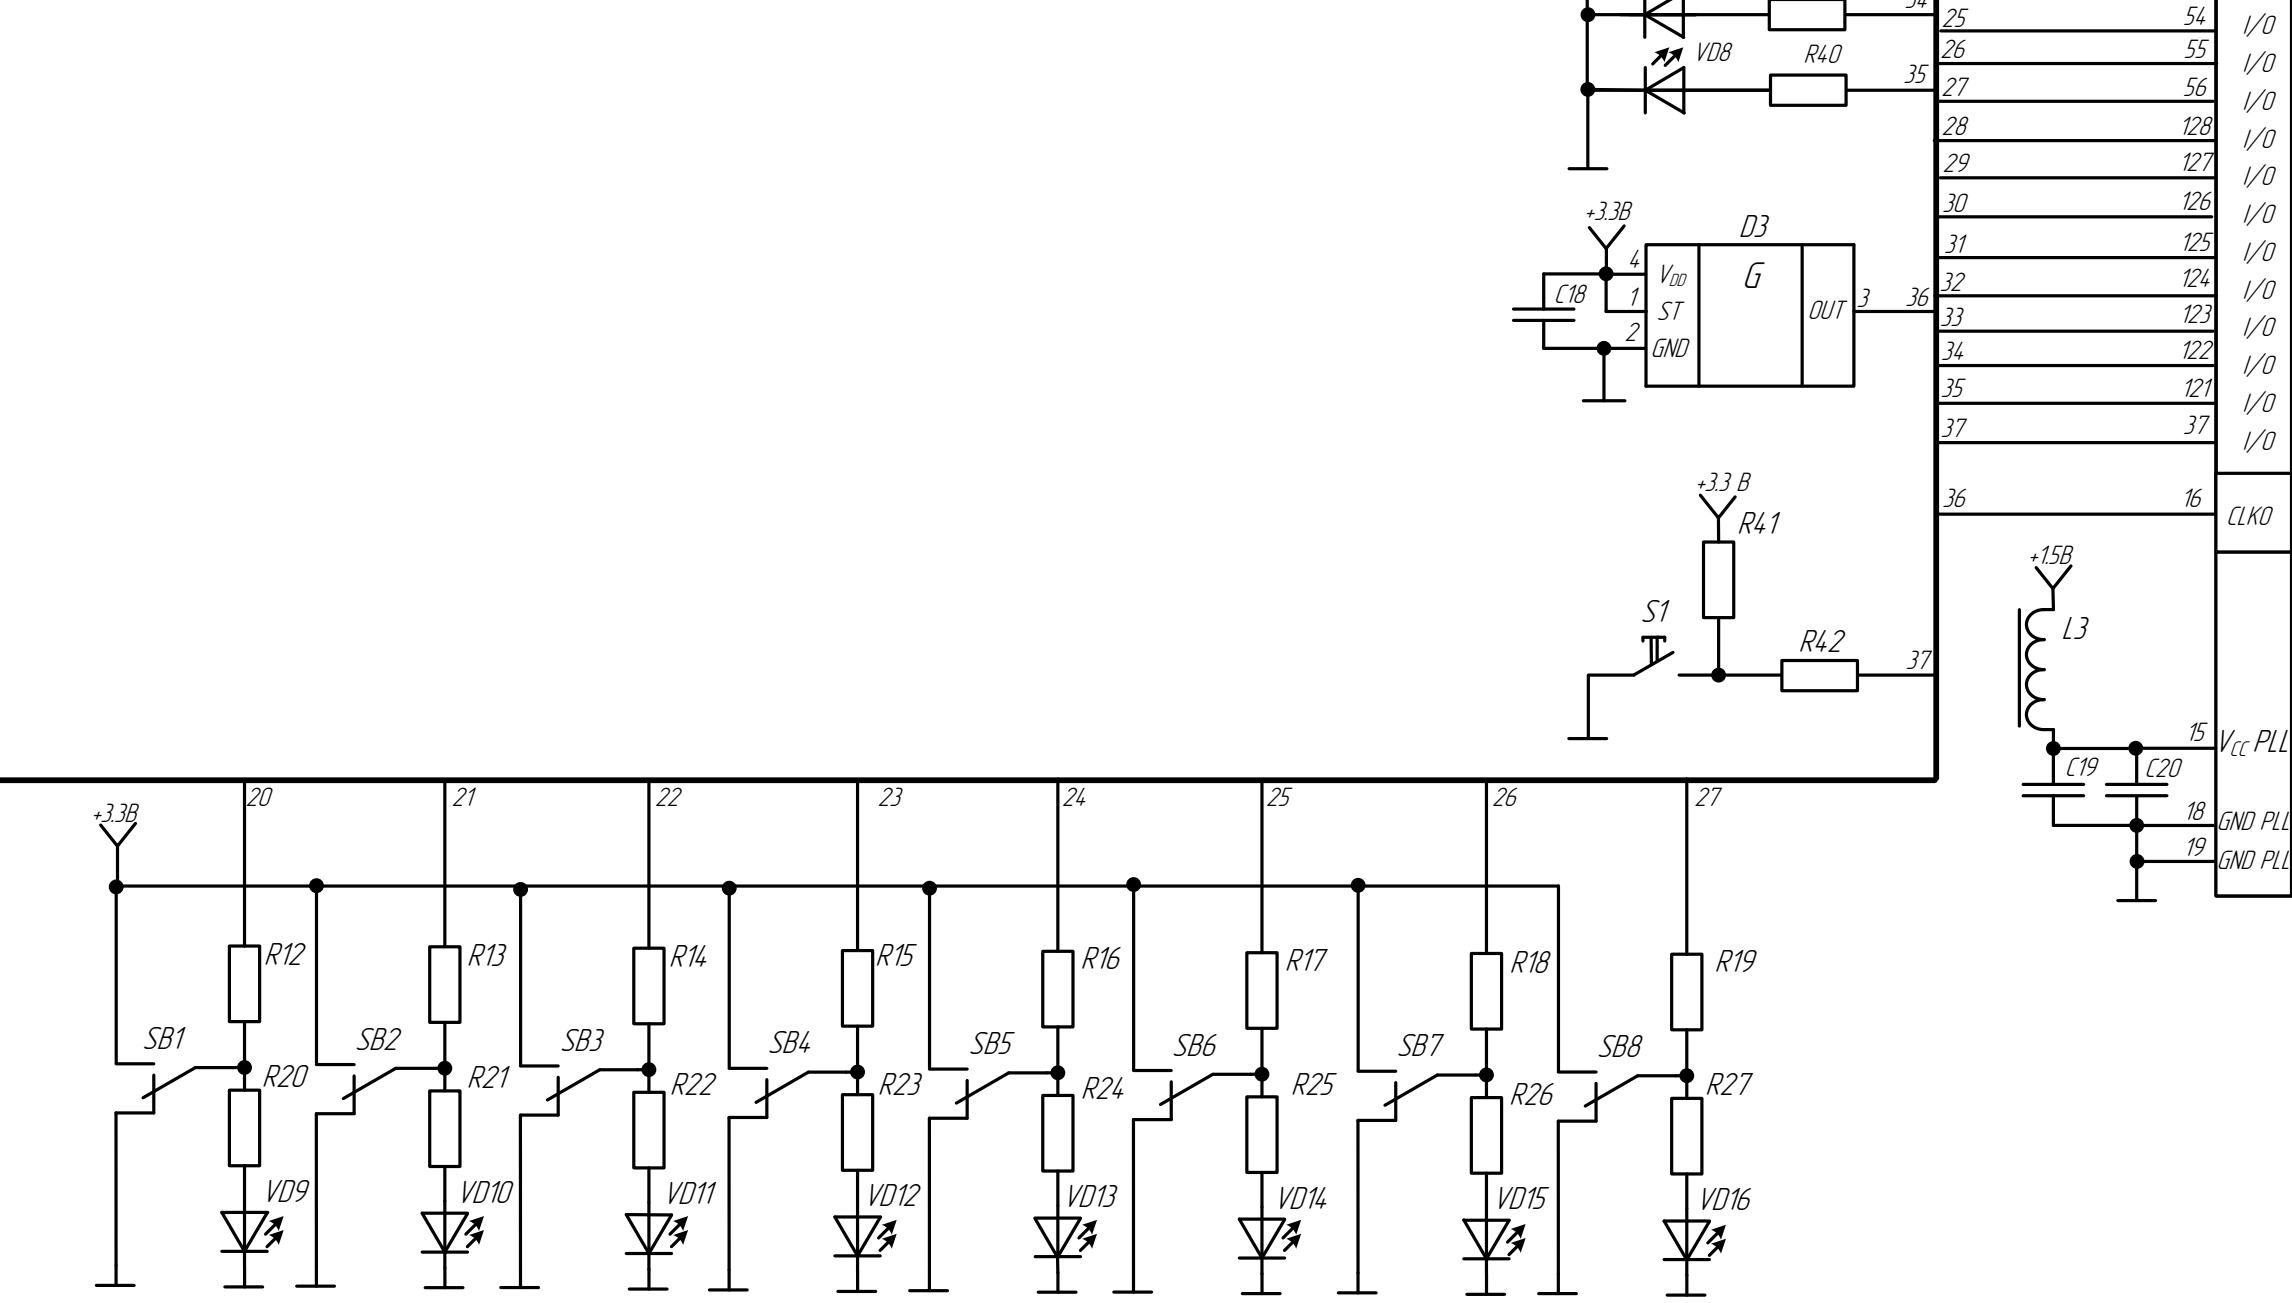 25 54 I/O
26 55 I/O
VD8 R40 35
27 56 I/O
28 128 I/O
29 127 I/O
30 126 I/O
31 125 I/O
32 124 I/O
33 123 I/O
34 122 I/O
35 121 I/O
37 37 I/O
36 16 CLK0
+3.3В
D3
G
4 VDD
C18
1 ST
2 GND
OUT 3 36
+3.3 В
R41
S1
R42
37
+1.5В
L3
15 VCC PLL
C19 C20
18 GND PLL
19 GND PLL
+3.3В
20 21 22 23 24 25 26 27
R12 R13 R14 R15 R16 R17 R18 R19
SB1 SB2 SB3 SB4 SB5 SB6 SB7 SB8
R20 R21 R22 R23 R24 R25 R26 R27
VD9 VD10 VD11 VD12 VD13 VD14 VD15 VD16